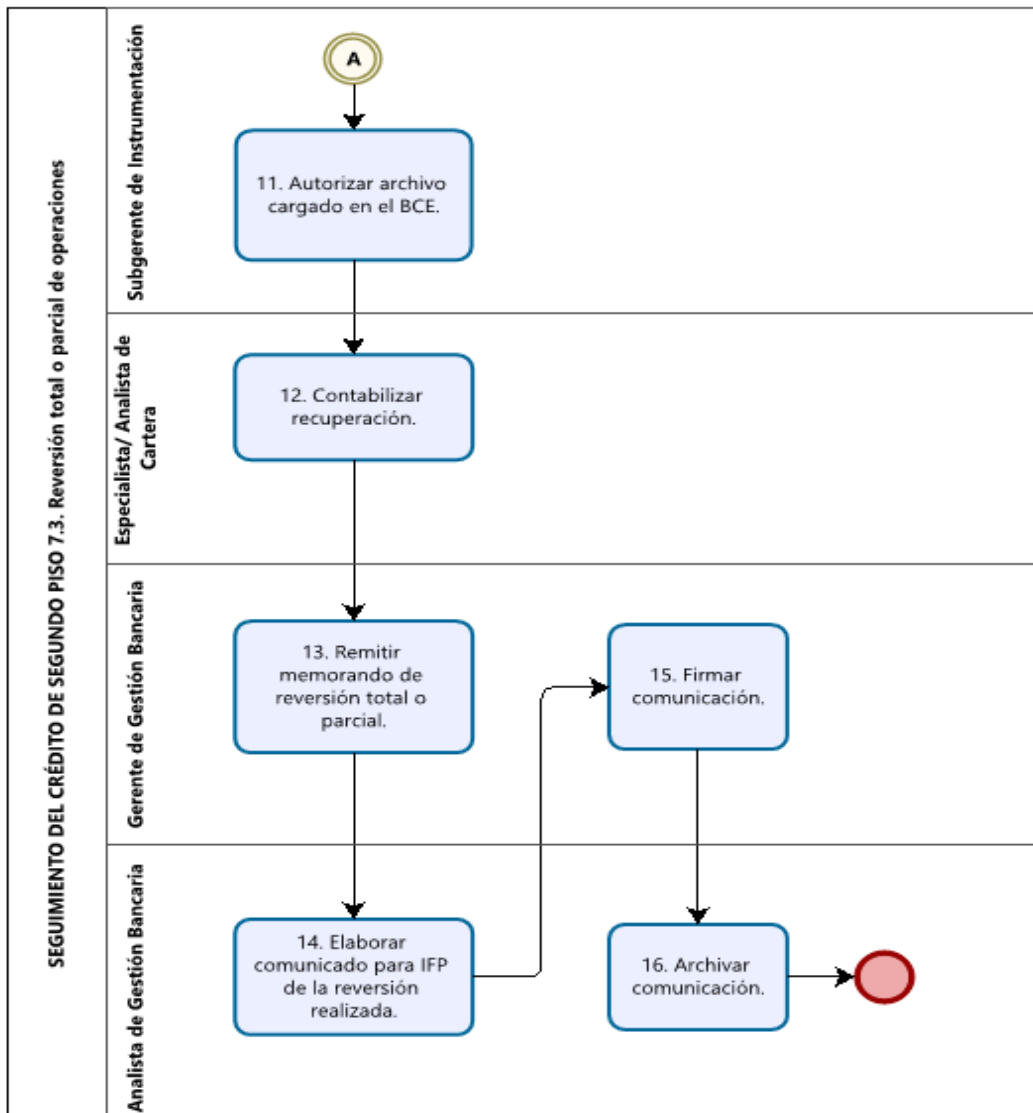 SEGUIMIENTO DEL CRÉDITO DE SEGUNDO PISO 7.3. Reversión total o parcial de operaciones
Subgerente de Instrumentación
A
11. Autorizar archivo
cargado en el BCE.
Especialista/ Analista de
Cartera
12. Contabilizar
recuperación.
Gerente de Gestión Bancaria
13. Remitir
memorando de
reversión total o
parcial.
15. Firmar
comunicación.
Analista de Gestión Bancaria
14. Elaborar
comunicado para IFP
de la reversión
realizada.
16. Archivar
comunicación.